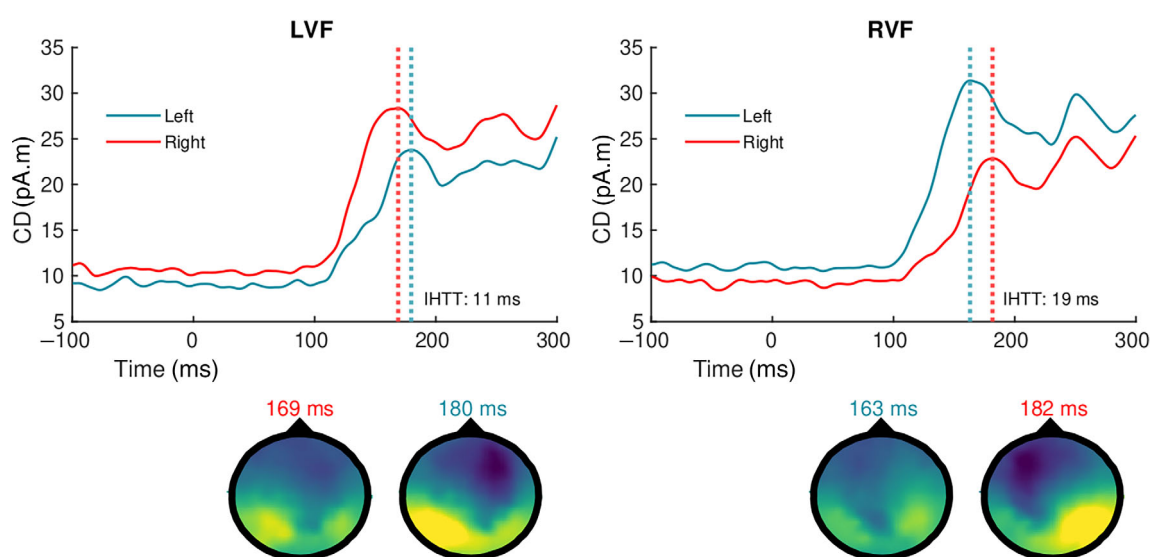 LVF
35
30
25
20
15
10
5
CD (pA.m)
Left
Right
IHTT: 11 ms
−100 0 100 200 300
Time (ms)
169 ms 180 ms
RVF
35
30
25
20
15
10
5
CD (pA.m)
Left
Right
IHTT: 19 ms
−100 0 100 200 300
Time (ms)
163 ms 182 ms